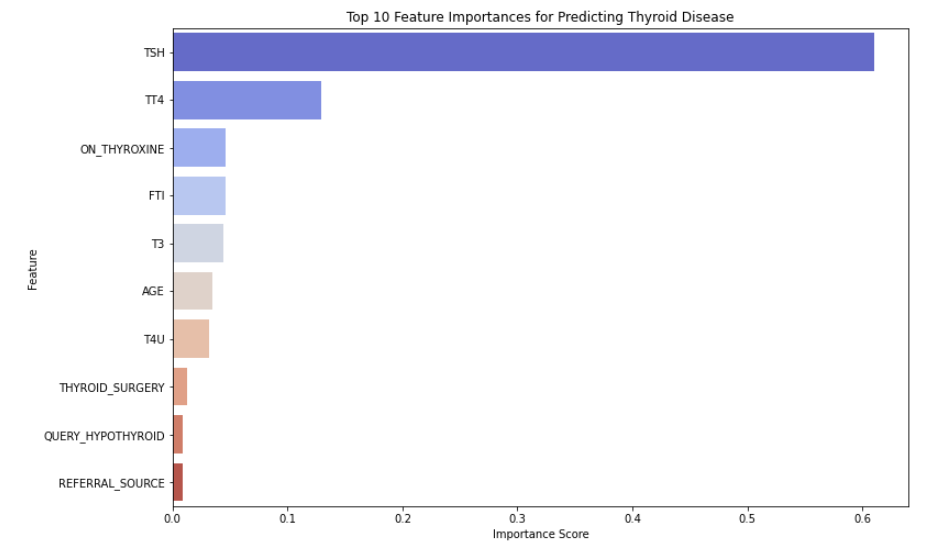 Top 10 Feature Importances for Predicting Thyroid Disease
TSH
TT4
ON_THYROXINE
FTI
T3
AGE
T4U
THYROID_SURGERY
QUERY_HYPOTHYROID
REFERRAL_SOURCE
Feature
0.0 0.1 0.2 0.3 0.4 0.5 0.6
Importance Score